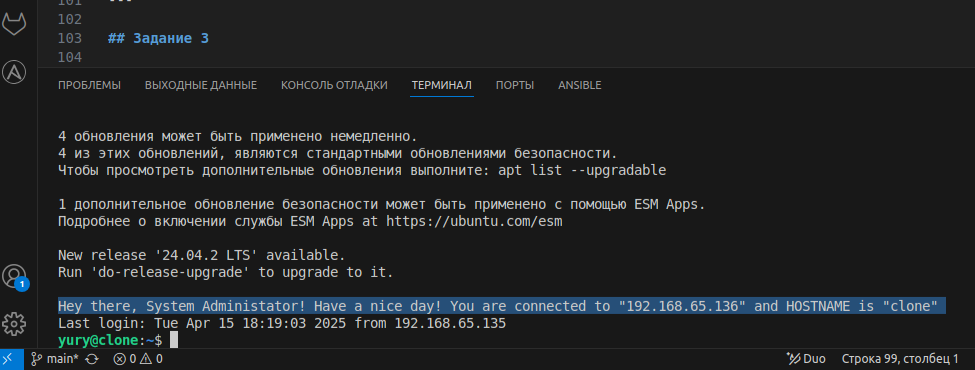 101 ```
102
103 ## Задание 3
104
ПРОБЛЕМЫ ВЫХОДНЫЕ ДАННЫЕ КОНСОЛЬ ОТЛАДКИ ТЕРМИНАЛ ПОРТЫ ANSIBLE
4 обновления может быть применено немедленно.
4 из этих обновлений, являются стандартными обновлениями безопасности.
Чтобы просмотреть дополнительные обновления выполните: apt list --upgradable
1 дополнительное обновление безопасности может быть применено с помощью ESM Apps.
Подробнее о включении службы ESM Apps at https://ubuntu.com/esm
New release '24.04.2 LTS' available.
Run 'do-release-upgrade' to upgrade to it.
Hey there, System Administator! Have a nice day! You are connected to "192.168.65.136" and HOSTNAME is "clone"
Last login: Tue Apr 15 18:19:03 2025 from 192.168.65.135
yury@clone:~$
1
main* 0 0 Duo Строка 99, столбец 1